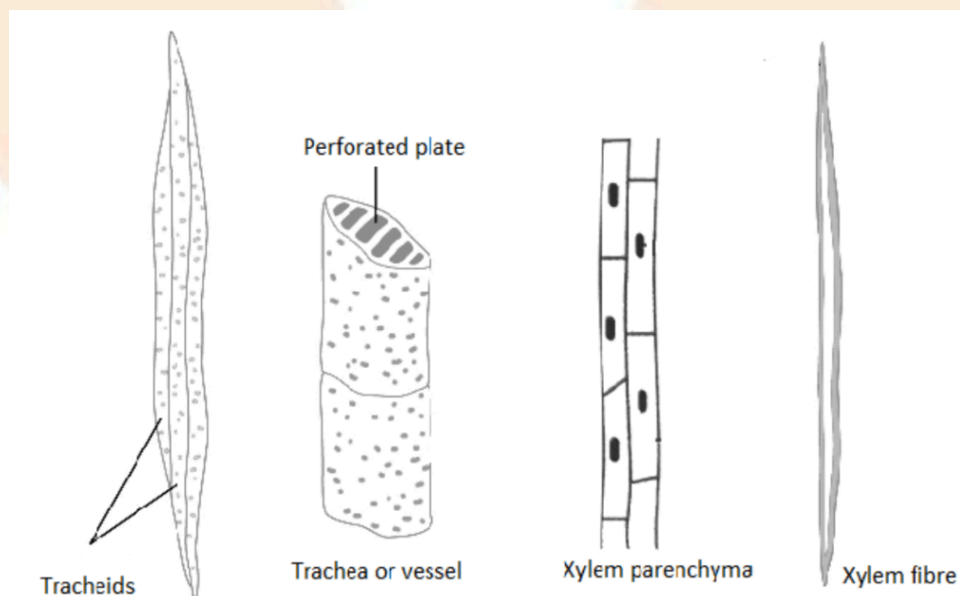 Perforated plate
Tracheids
Trachea or vessel
Xylem parenchyma
Xylem fibre